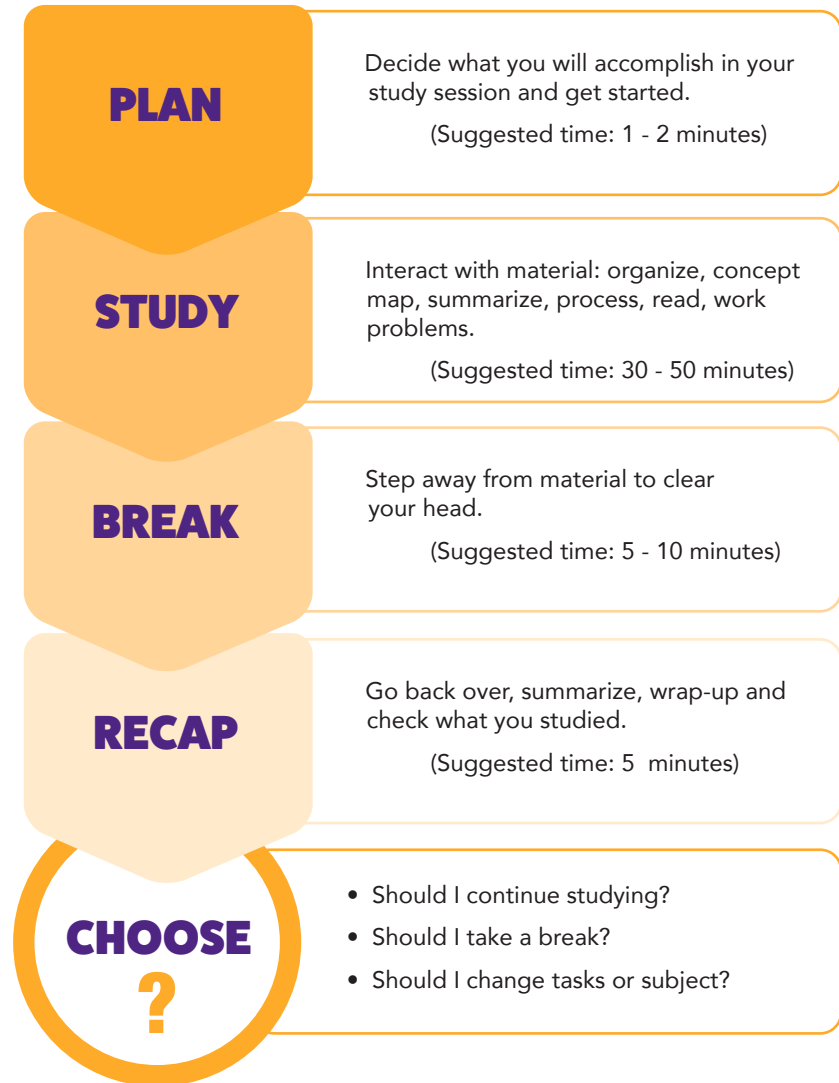 PLAN
Decide what you will accomplish in your
study session and get started.
(Suggested time: 1 - 2 minutes)
STUDY
Interact with material: organize, concept
map, summarize, process, read, work
problems.
(Suggested time: 30 - 50 minutes)
BREAK
Step away from material to clear
your head.
(Suggested time: 5 - 10 minutes)
RECAP
Go back over, summarize, wrap-up and
check what you studied.
(Suggested time: 5  minutes)
CHOOSE
?
• Should I continue studying?
• Should I take a break?
• Should I change tasks or subject?